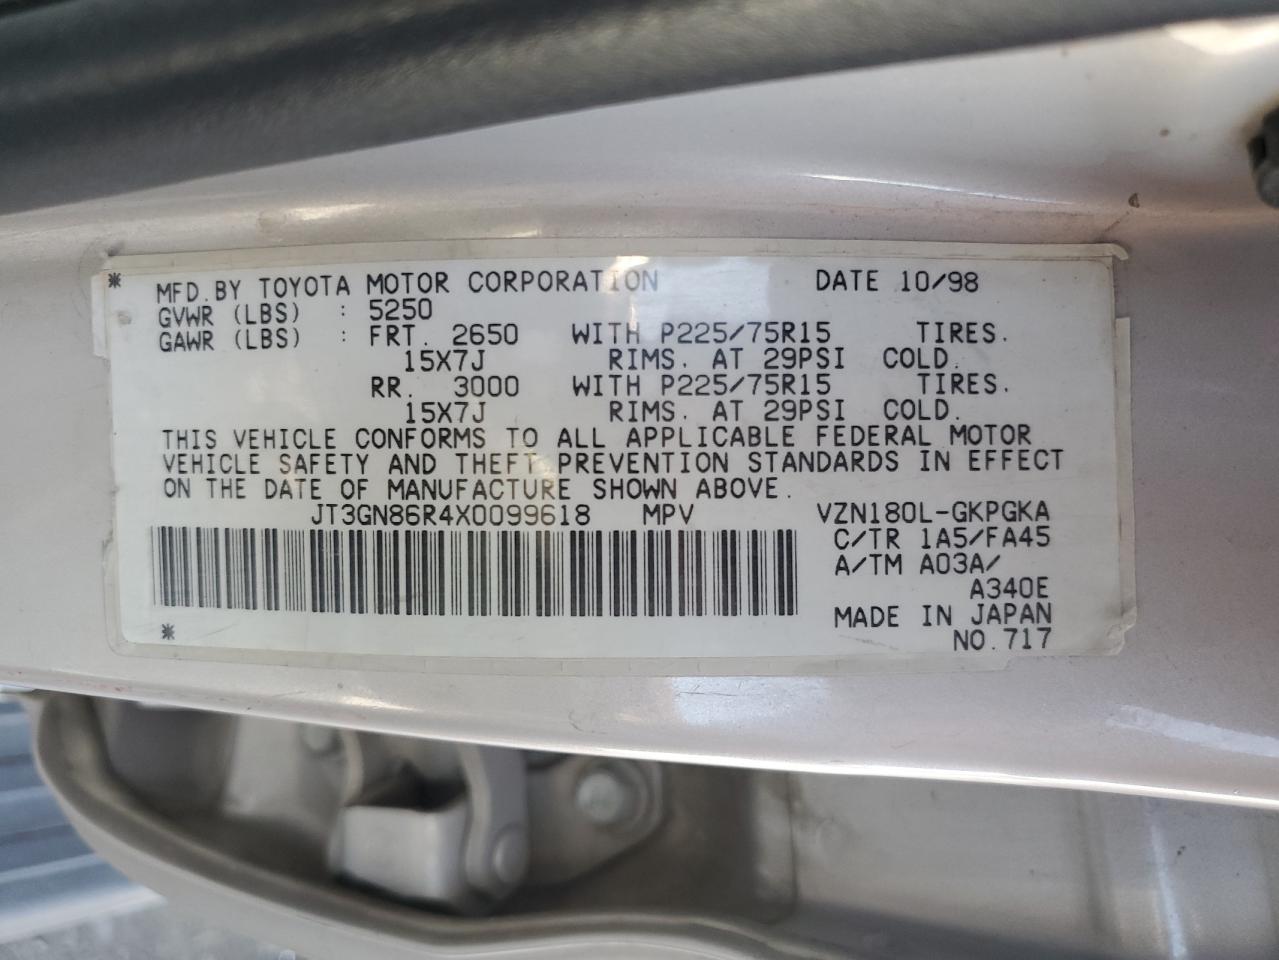 * MFD. BY TOYOTA MOTOR CORPORATION DATE 10/98
GVWR (LBS) : 5250
GAWR (LBS) : FRT. 2650 WITH P225/75R15 TIRES.
15X7J RIMS. AT 29PSI COLD.
RR. 3000 WITH P225/75R15 TIRES.
15X7J RIMS. AT 29PSI COLD.
THIS VEHICLE CONFORMS TO ALL APPLICABLE FEDERAL MOTOR
VEHICLE SAFETY AND THEFT PREVENTION STANDARDS IN EFFECT
ON THE DATE OF MANUFACTURE SHOWN ABOVE.
JT3GN86R4X0099618 MPV VZN180L-GKPGKA
C/TR 1A5/FA45
A/TM A03A/
A340E
MADE IN JAPAN
* NO.717